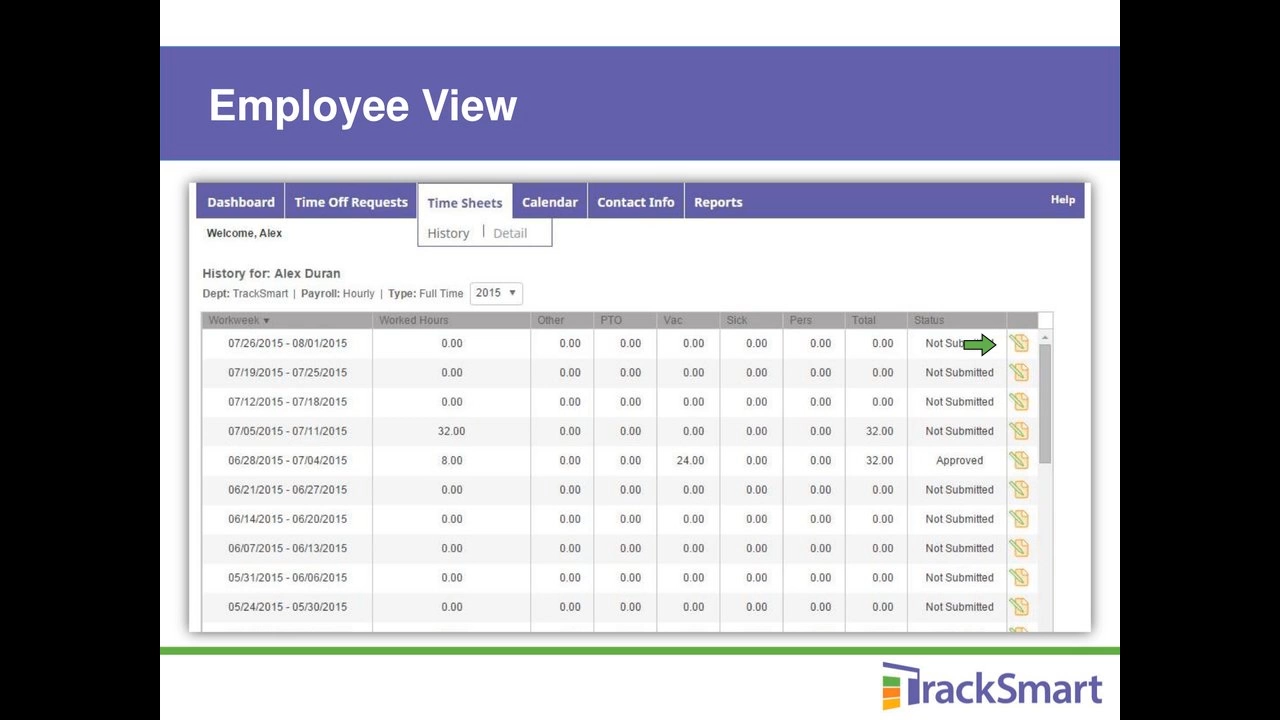 Employee View
Dashboard Time Off Requests Time Sheets Calendar Contact Info Reports Help
Welcome, Alex History | Detail
History for: Alex Duran
Dept: TrackSmart | Payroll: Hourly | Type: Full Time 2015 ▼
Workweek ▼ Worked Hours Other PTO Vac Sick Pers Total Status
07/26/2015 - 08/01/2015 0.00 0.00 0.00 0.00 0.00 0.00 0.00 Not
07/19/2015 - 07/25/2015 0.00 0.00 0.00 0.00 0.00 0.00 0.00 Not Submitted
07/12/2015 - 07/18/2015 0.00 0.00 0.00 0.00 0.00 0.00 0.00 Not Submitted
07/05/2015 - 07/11/2015 32.00 0.00 0.00 0.00 0.00 0.00 32.00 Not Submitted
06/28/2015 - 07/04/2015 8.00 0.00 0.00 24.00 0.00 0.00 32.00 Approved
06/21/2015 - 06/27/2015 0.00 0.00 0.00 0.00 0.00 0.00 0.00 Not Submitted
06/14/2015 - 06/20/2015 0.00 0.00 0.00 0.00 0.00 0.00 0.00 Not Submitted
06/07/2015 - 06/13/2015 0.00 0.00 0.00 0.00 0.00 0.00 0.00 Not Submitted
05/31/2015 - 06/06/2015 0.00 0.00 0.00 0.00 0.00 0.00 0.00 Not Submitted
05/24/2015 - 05/30/2015 0.00 0.00 0.00 0.00 0.00 0.00 0.00 Not Submitted
TrackSmart